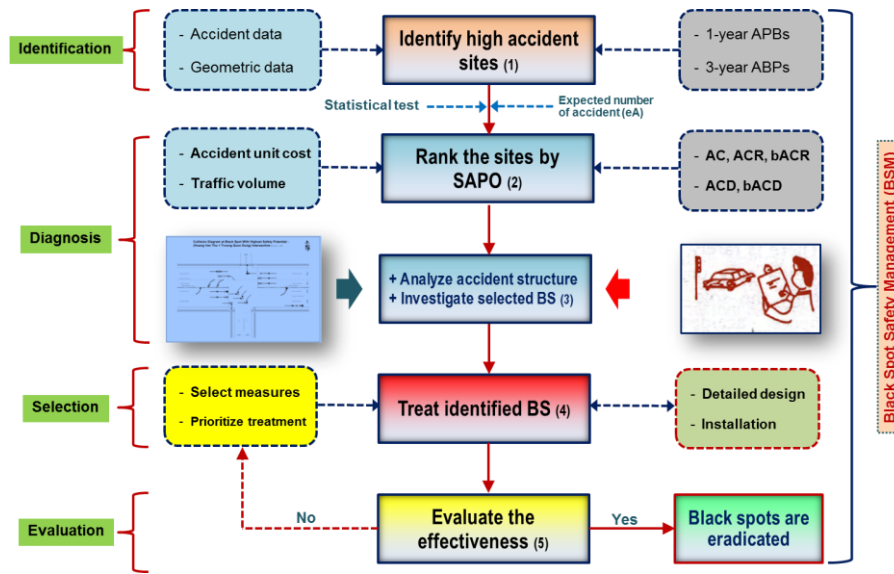 Identification
- Accident data
- Geometric data
Identify high accident
sites (1)
- 1-year APBs
- 3-year ABPs
Statistical test
Expected number
of accident (eA)
Diagnosis
- Accident unit cost
- Traffic volume
Rank the sites by
SAPO (2)
- AC, ACR, bACR
- ACD, bACD
+ Analyze accident structure
+ Investigate selected BS (3)
Selection
- Select measures
- Prioritize treatment
Treat identified BS (4)
- Detailed design
- Installation
Evaluation
No
Evaluate the
effectiveness (5)
Yes
Black spots are
eradicated
Black Spot Safety Management (BSM)